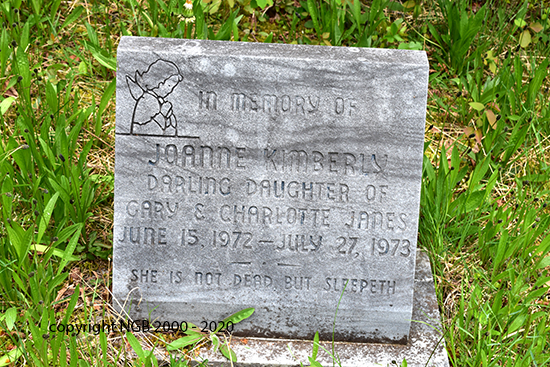 IN MEMORY OF
JOANNE KIMBERLY
DARLING DAUGHTER OF
GARY & CHARLOTTE JANES
JUNE 15, 1972 — JULY 27, 1973
SHE IS NOT DEAD, BUT SLEEPETH
copyright NGB 2000 - 2020